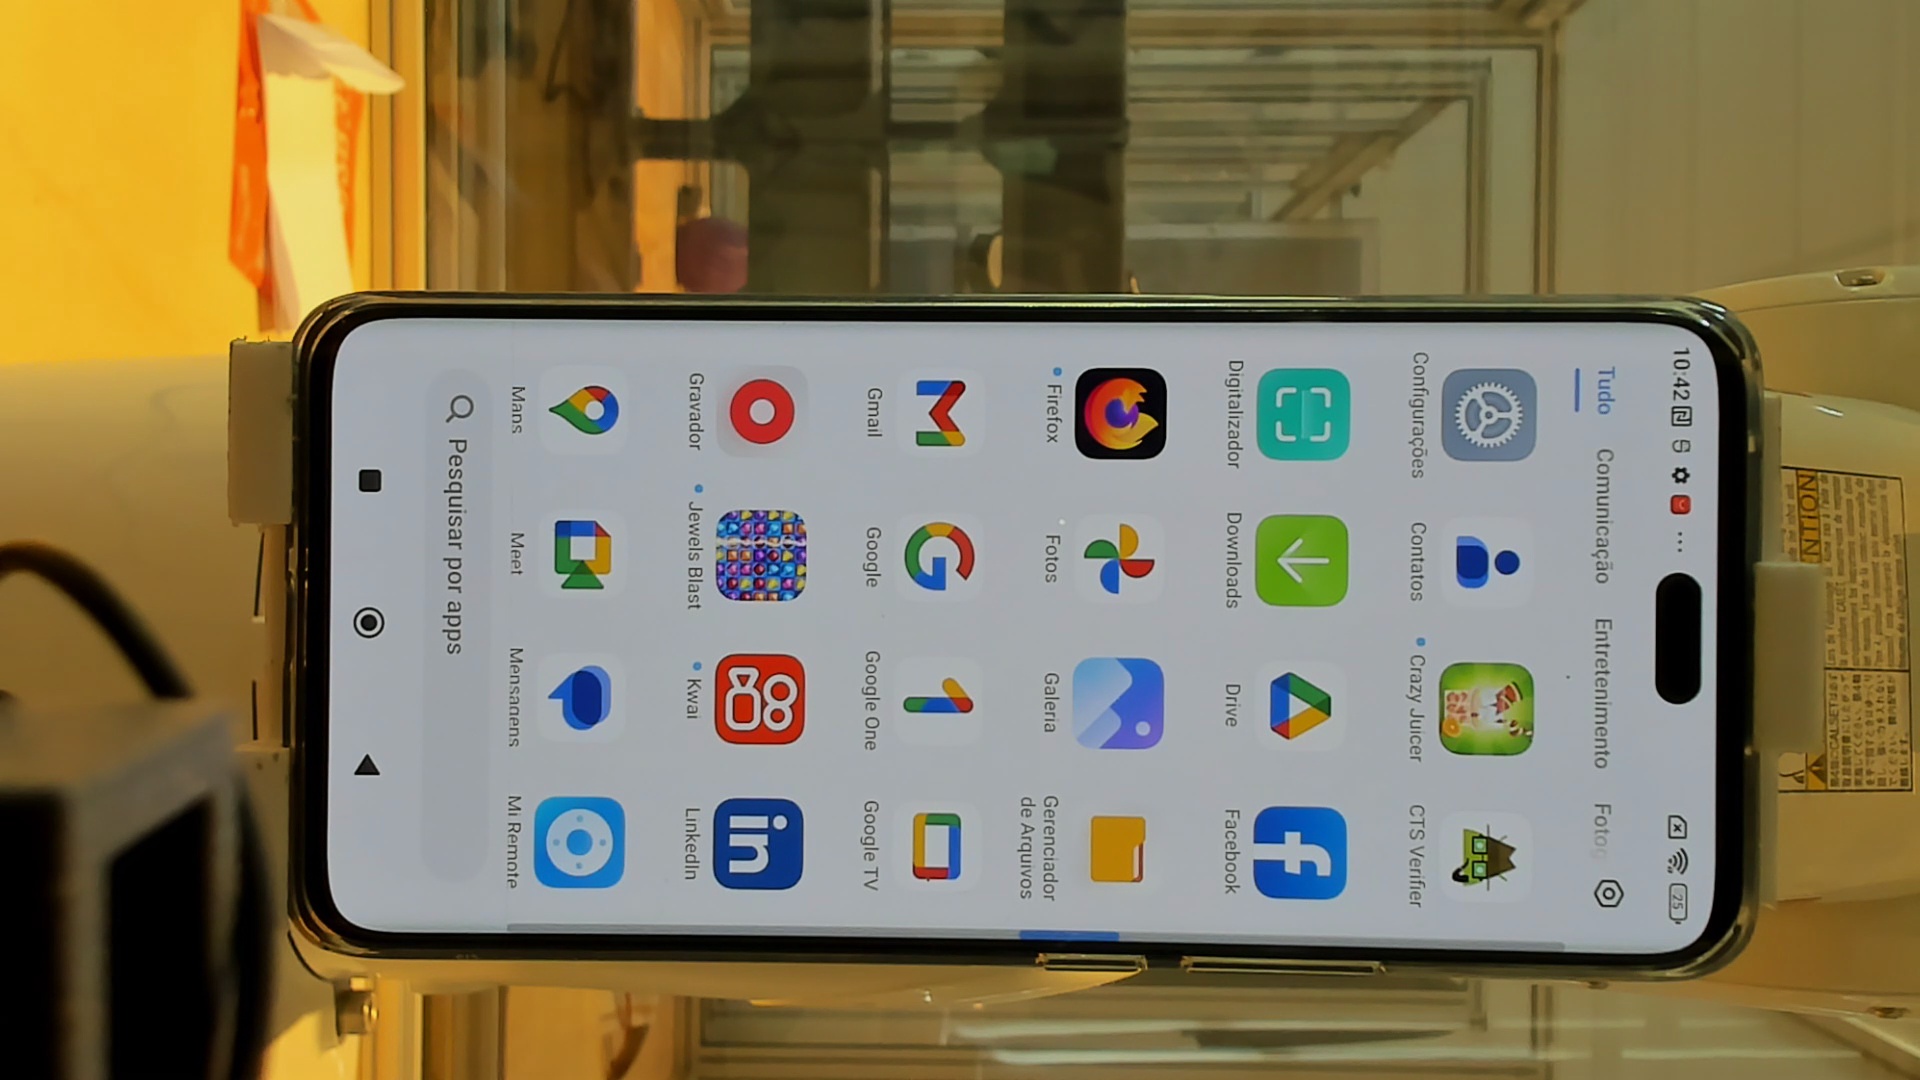 10:42
25
Tudo Comunicação Entretenimento Fotog
Configurações Contatos Crazy Juicer CTS Verifier
Digitalizador Downloads Drive Facebook
Firefox Fotos Galeria Gerenciador
de Arquivos
Gmail Google Google One Google TV
Gravador Jewels Blast Kwai LinkedIn
Maps Meet Mensagens Mi Remote
Pesquisar por apps